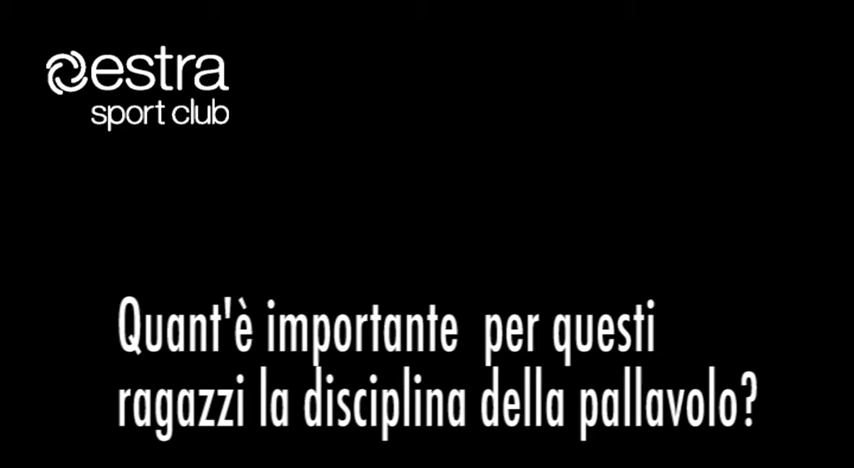 estra
sport club
Quant'è importante per questi
ragazzi la disciplina della pallavolo?